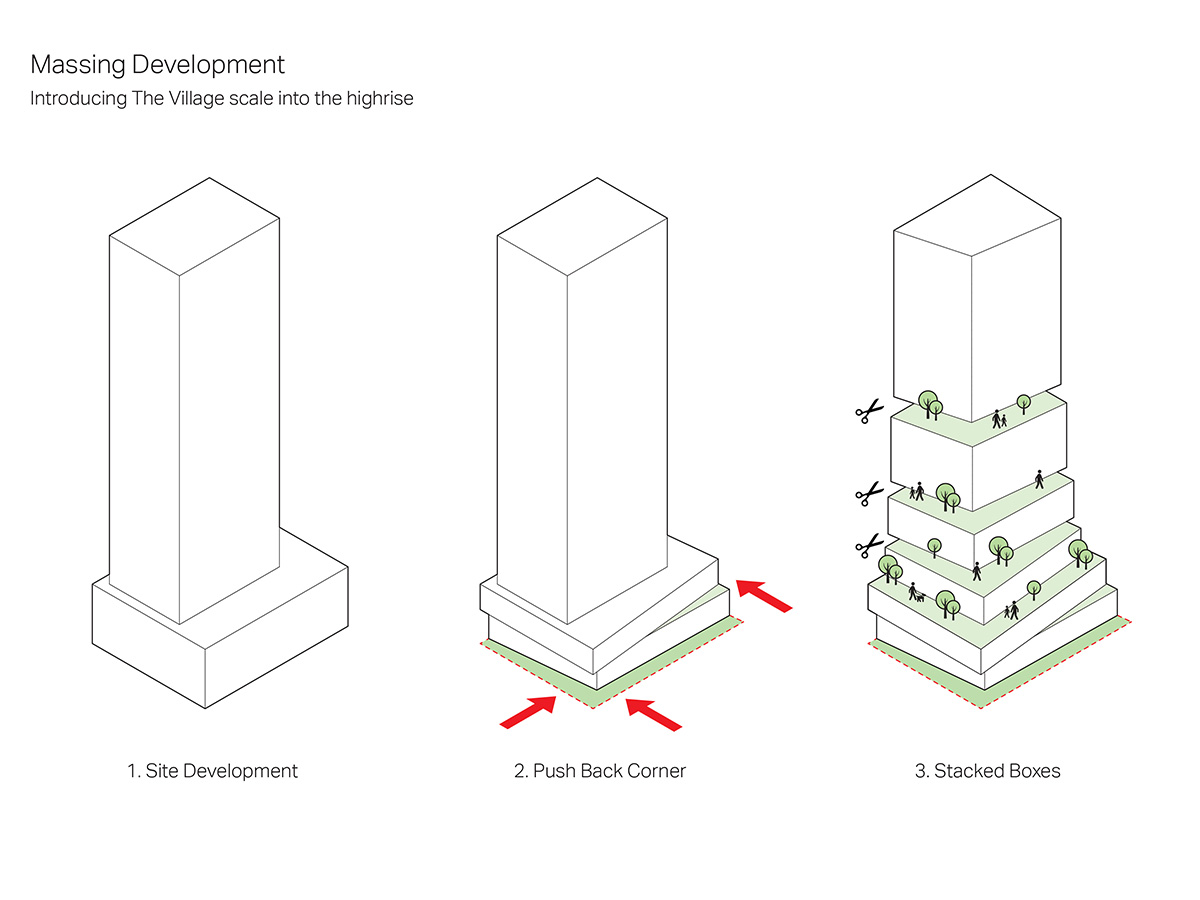 Massing Development
Introducing The Village scale into the highrise
1. Site Development
2. Push Back Corner
3. Stacked Boxes